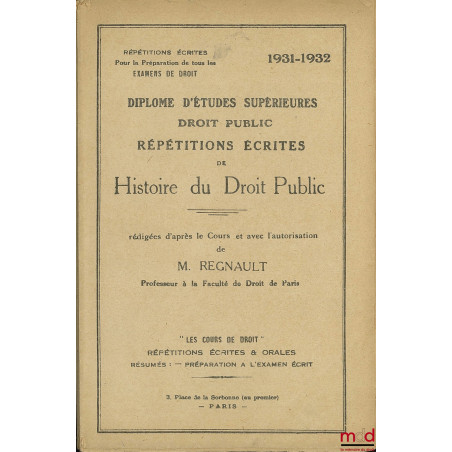 RÉPÉTITIONS ÉCRITES
Pour la Préparation de tous les
EXAMENS DE DROIT
1931-1932
DIPLOME D'ÉTUDES SUPÉRIEURES
DROIT PUBLIC
RÉPÉTITIONS ÉCRITES
DE
Histoire du Droit Public
rédigées d'après le Cours et avec l'autorisation
de
M. REGNAULT
Professeur à la Faculté de Droit de Paris
"LES COURS DE DROIT"
RÉPÉTITIONS ÉCRITES & ORALES
RÉSUMÉS: — PRÉPARATION A L'EXAMEN ÉCRIT
3, Place de la Sorbonne (au premier)
— PARIS —
mdd